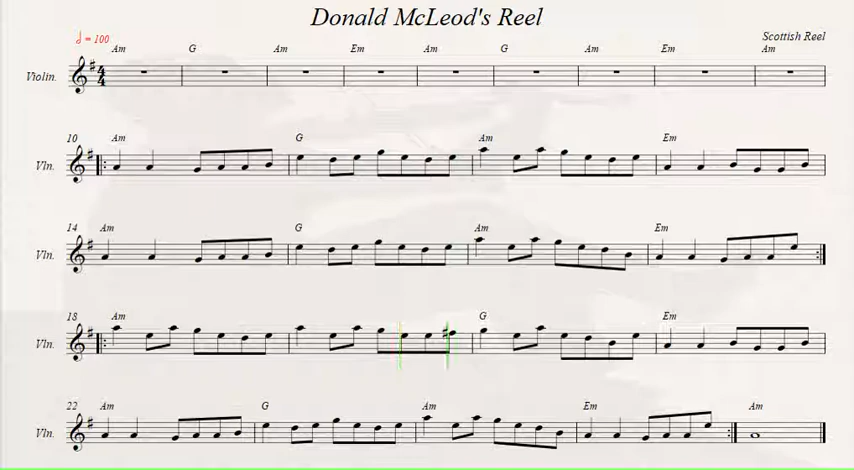 Donald McLeod's Reel
= 100
Scottish Reel
Am G Am Em Am G Am Em Am
Violin.
10 Am G Am Em
Vln.
14 Am G Am Em
Vln.
18 Am G Em
Vln.
22 Am G Am Em Am
Vln.